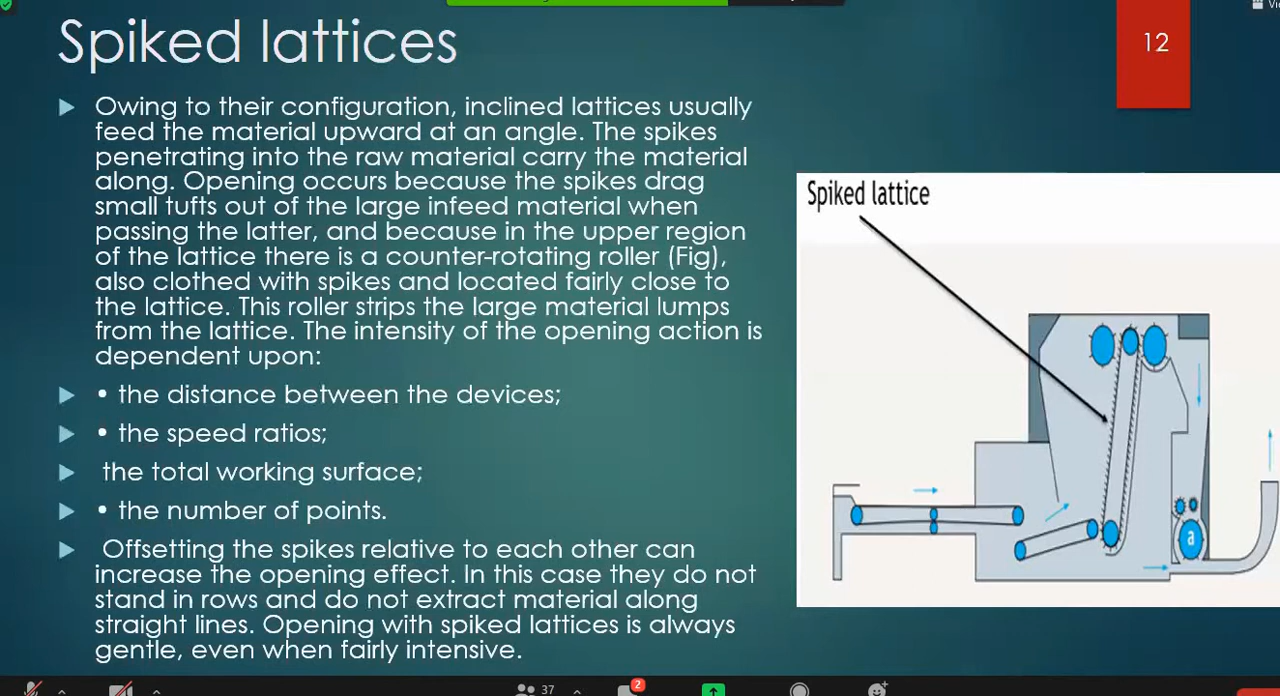 Spiked lattices
12
Owing to their configuration, inclined lattices usually
feed the material upward at an angle. The spikes
penetrating into the raw material carry the material
along. Opening occurs because the spikes drag
small tufts out of the large infeed material when
passing the latter, and because in the upper region
of the lattice there is a counter-rotating roller (Fig),
also clothed with spikes and located fairly close to
the lattice. This roller strips the large material lumps
from the lattice. The intensity of the opening action is
dependent upon:
• the distance between the devices;
• the speed ratios;
the total working surface;
• the number of points.
Offsetting the spikes relative to each other can
increase the opening effect. In this case they do not
stand in rows and do not extract material along
straight lines. Opening with spiked lattices is always
gentle, even when fairly intensive.
Spiked lattice
a
37
2